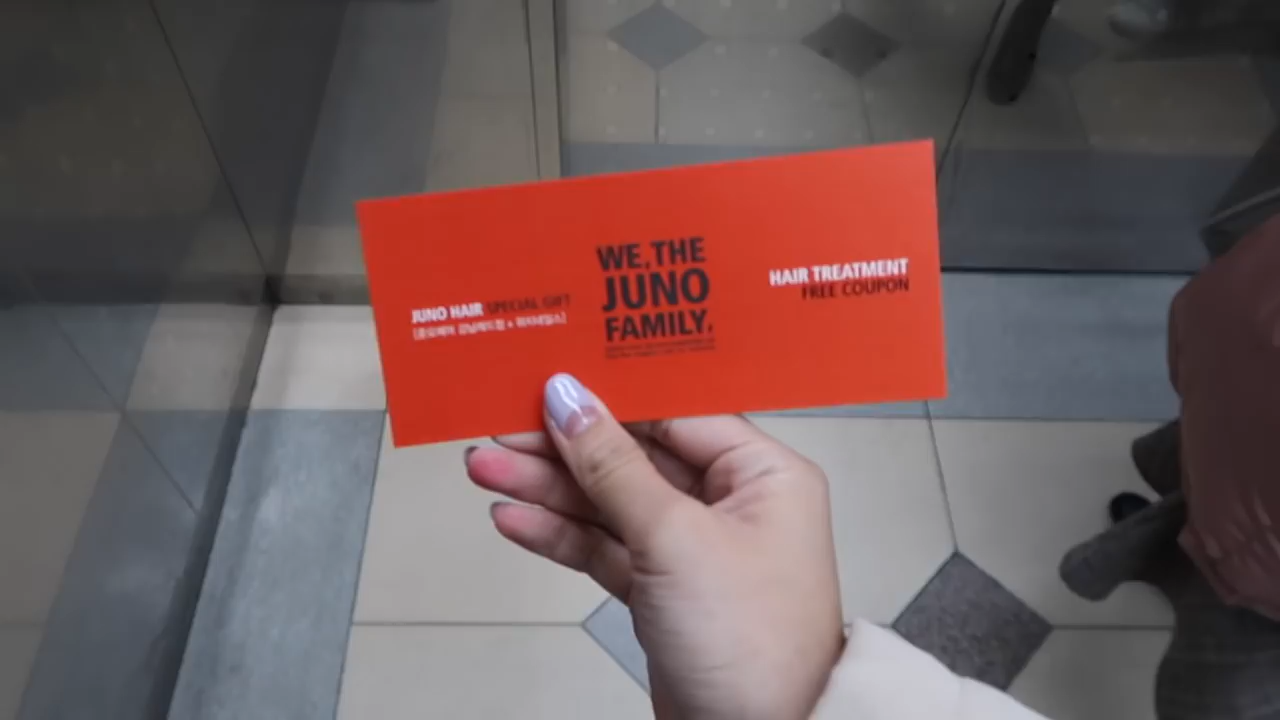 JUNO HAIR SPECIAL GIFT
WE, THE
JUNO
FAMILY,
HAIR TREATMENT
FREE COUPON